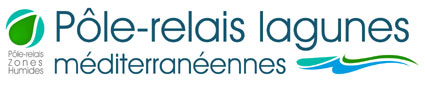 Pôle-relais lagunes
méditerranéennes
Pôle-relais
Zones
Humides